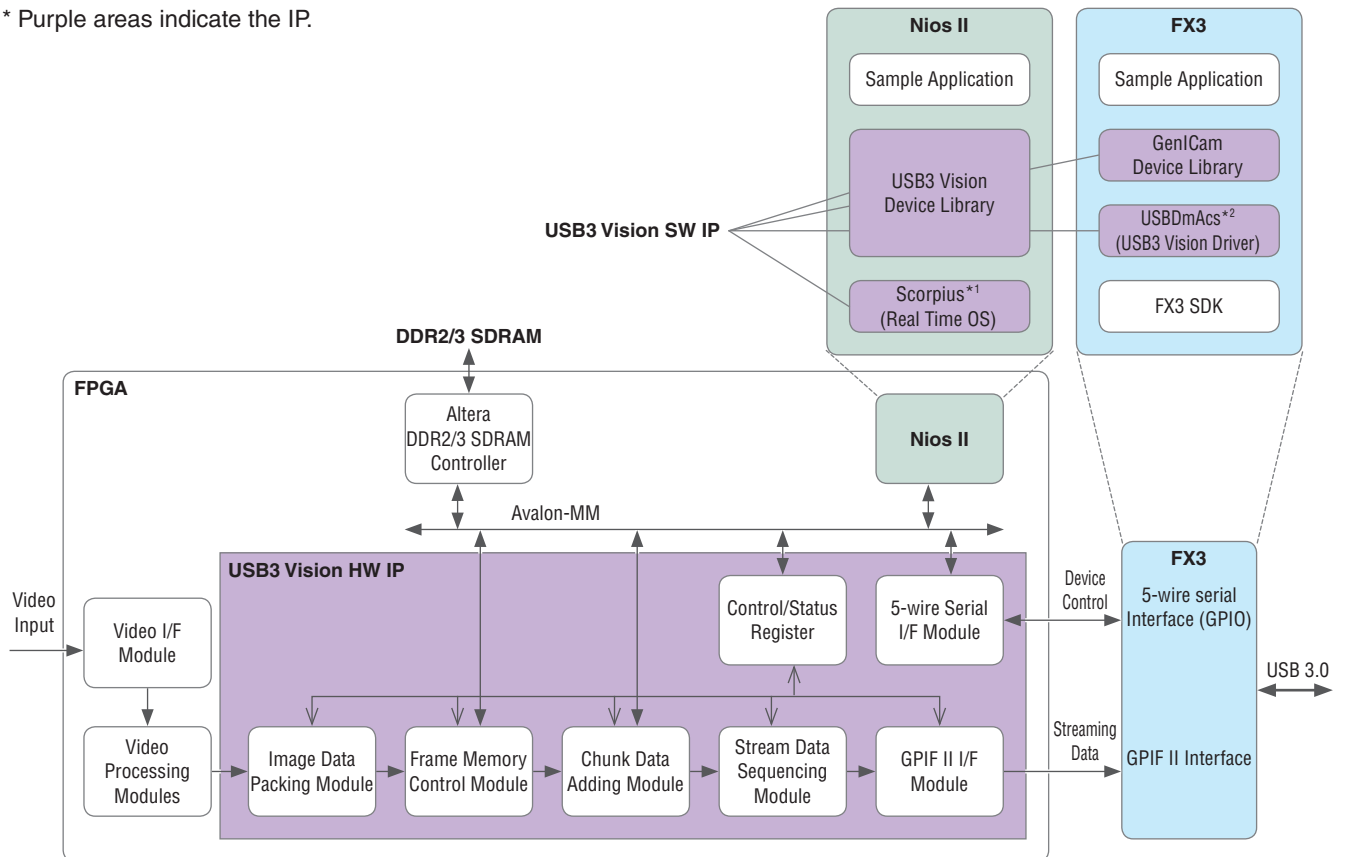 * Purple areas indicate the IP.
Nios II
Sample Application
USB3 Vision
Device Library
Scorpius*1
(Real Time OS)
FX3
Sample Application
GenICam
Device Library
USBDmAcs*2
(USB3 Vision Driver)
FX3 SDK
USB3 Vision SW IP
DDR2/3 SDRAM
FPGA
Altera
DDR2/3 SDRAM
Controller
Nios II
Avalon-MM
USB3 Vision HW IP
Video
Input
Video I/F
Module
Control/Status
Register
5-wire Serial
I/F Module
Device
Control
FX3
5-wire serial
Interface (GPIO)
USB 3.0
Video
Processing
Modules
Image Data
Packing Module
Frame Memory
Control Module
Chunk Data
Adding Module
Stream Data
Sequencing
Module
GPIF II I/F
Module
Streaming
Data
GPIF II Interface